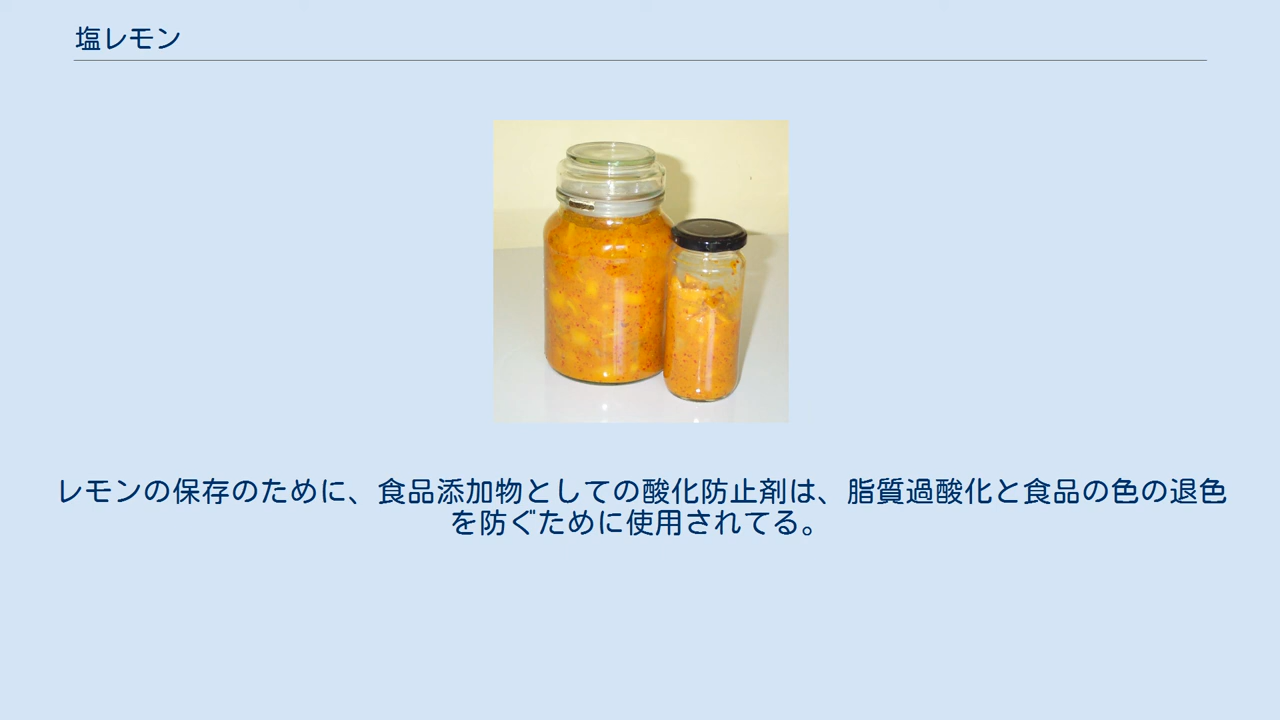 塩レモン
レモンの保存のために、食品添加物としての酸化防止剤は、脂質過酸化と食品の色の退色
を防ぐために使用されてる。